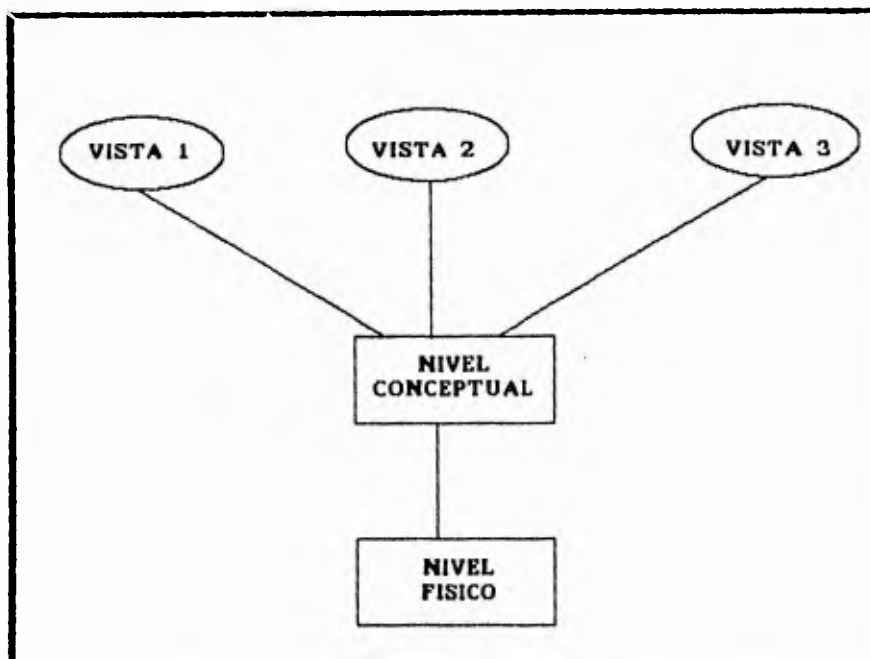 VISTA 1
VISTA 2
VISTA 3
NIVEL
CONCEPTUAL
NIVEL
FISICO